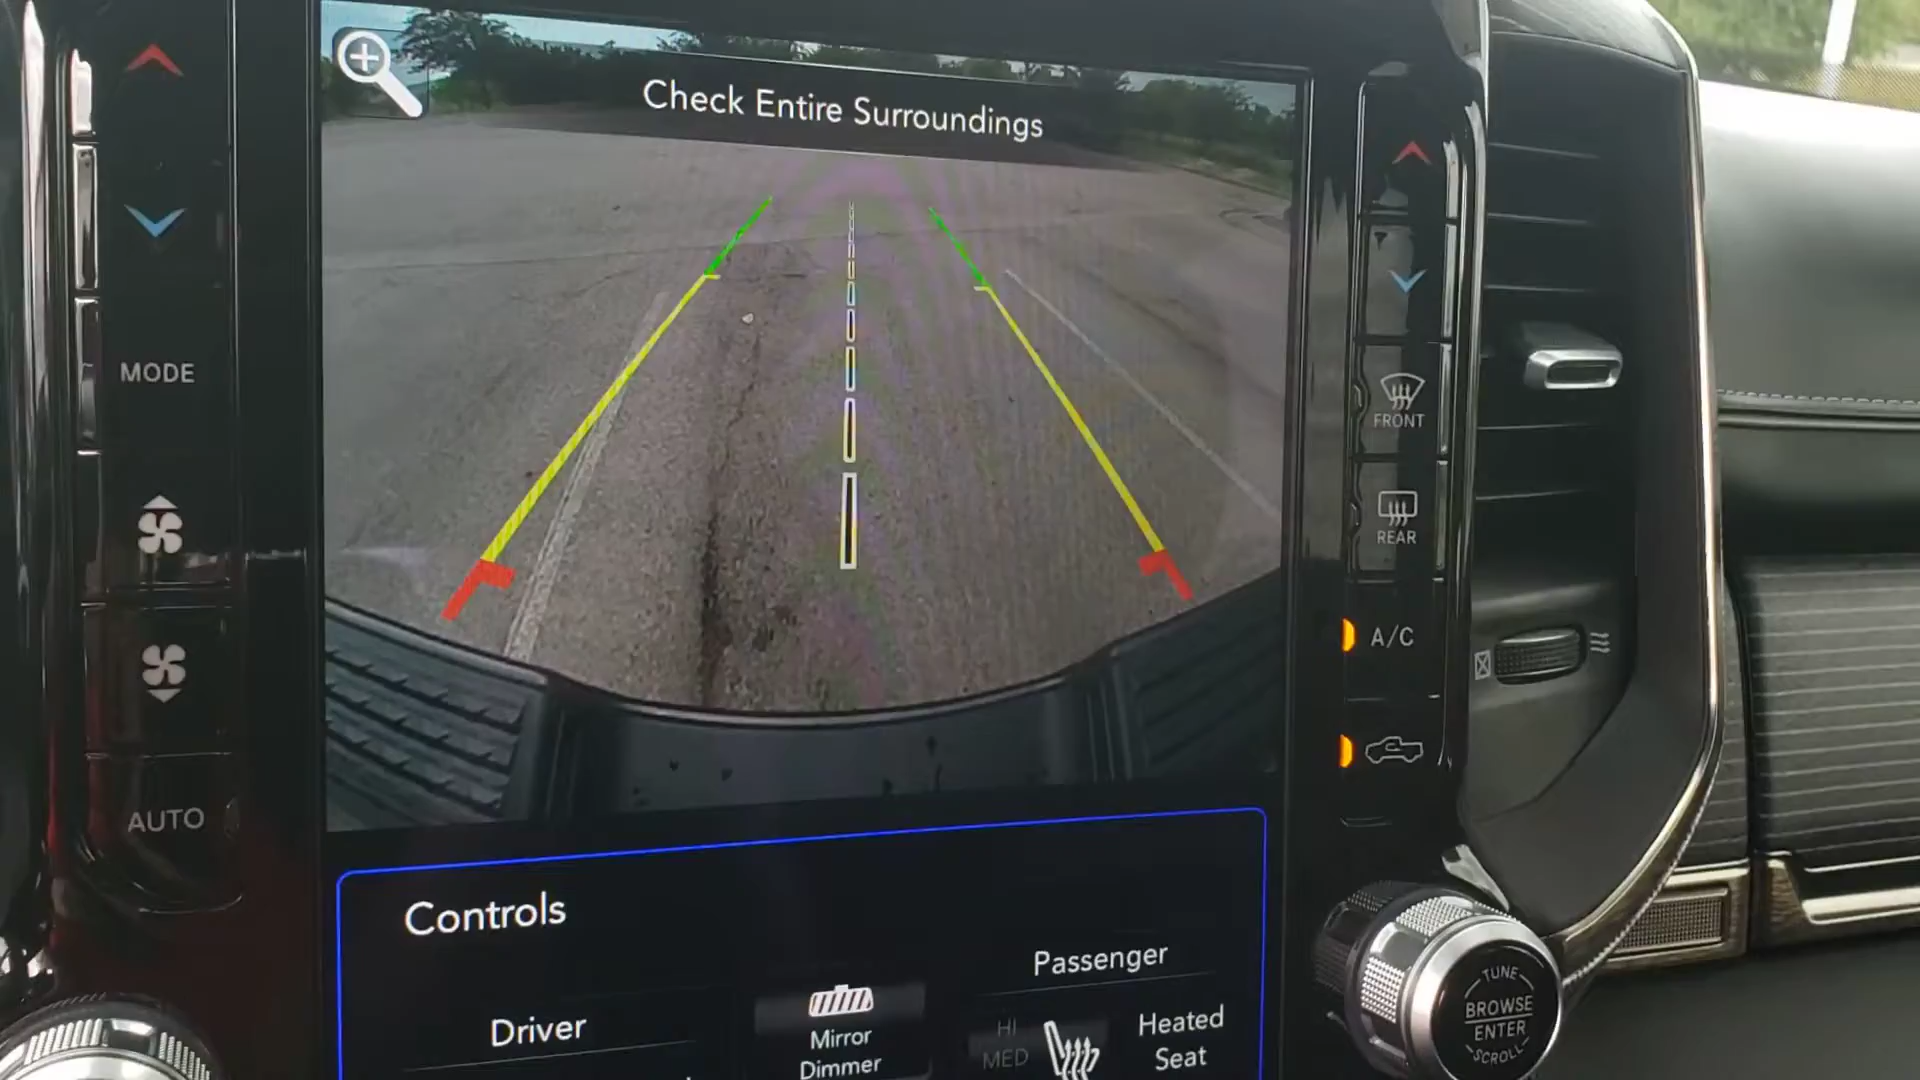 Check Entire Surroundings
MODE
FRONT
REAR
A/C
AUTO
Controls
Passenger
Driver
Mirror
Dimmer
HI
MED
Heated
Seat
TUNE
BROWSE
ENTER
SCROLL